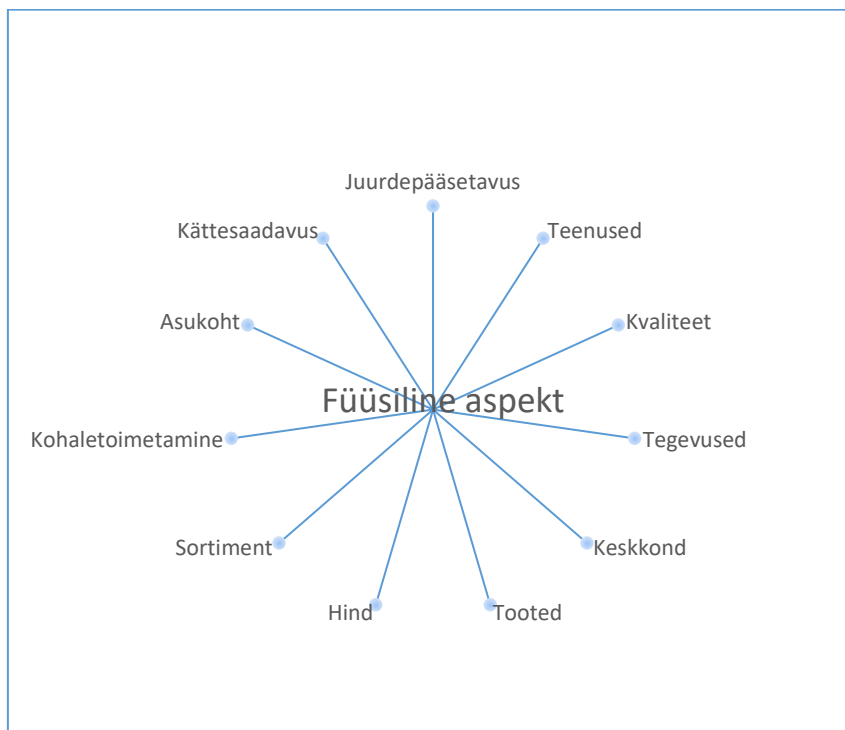 Juurdepääsetavus
Kättesaadavus
Teenused
Asukoht
Kvaliteet
Füüsiline aspekt
Kohaletoimetamine
Tegevused
Sortiment
Keskkond
Hind
Tooted